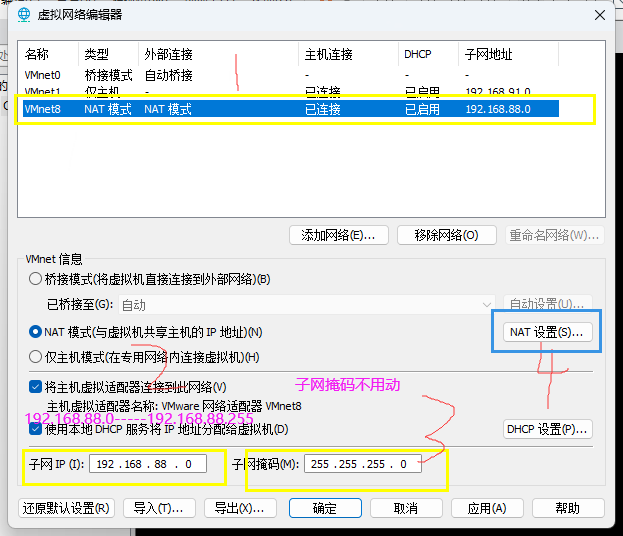 虚拟网络编辑器
名称 类型 外部连接 主机连接 DHCP 子网地址
VMnet0 桥接模式 自动桥接 - - -
VMnet1 仅主机... - 已连接 已启用 192.168.91.0
VMnet8 NAT 模式 NAT 模式 已连接 已启用 192.168.88.0
1
添加网络(E)... 移除网络(O) 重命名网络(W)...
VMnet 信息
桥接模式(将虚拟机直接连接到外部网络)(B)
已桥接至(G): 自动 自动设置(U)...
NAT 模式(与虚拟机共享主机的 IP 地址)(N) NAT 设置(S)...
仅主机模式(在专用网络内连接虚拟机)(H)
2
4
将主机虚拟适配器连接到此网络(V)
子网掩码不用动
主机虚拟适配器名称: VMware 网络适配器 VMnet8
192.168.88.0-----192.168.88.255
使用本地 DHCP 服务将 IP 地址分配给虚拟机(D) DHCP 设置(P)...
3
子网 IP (I): 192 . 168 . 88 . 0 子网掩码(M): 255 . 255 . 255 . 0
还原默认设置(R) 导入(T)... 导出(X)... 确定 取消 应用(A) 帮助